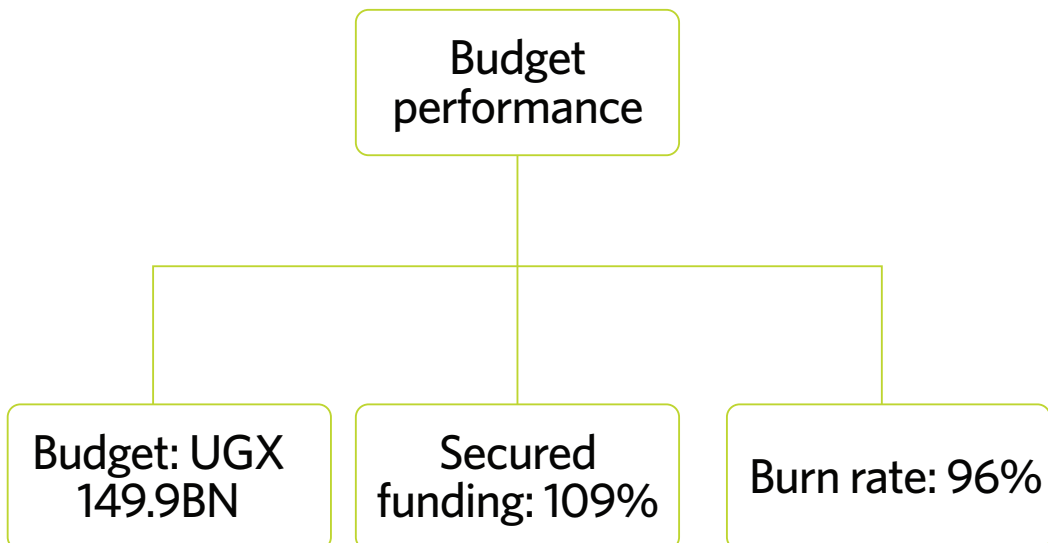 Budget
performance
Budget: UGX
149.9BN
Secured
funding: 109%
Burn rate: 96%